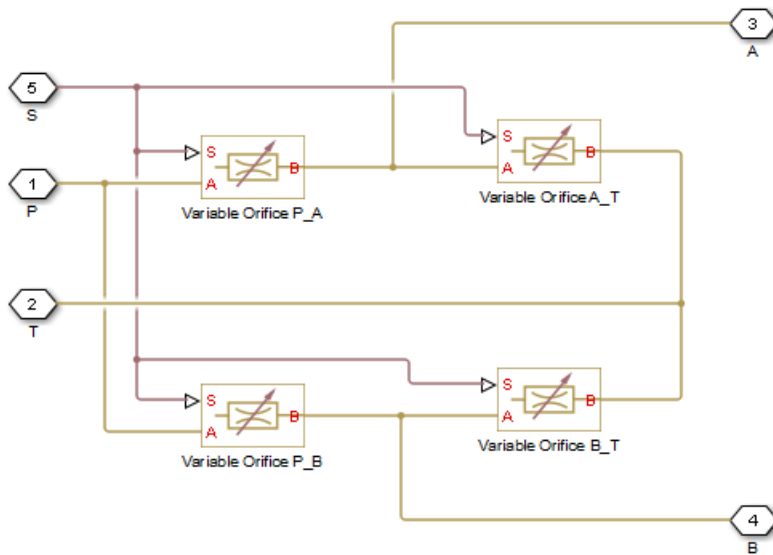 3
A
5
S
S
A
B
Variable Orifice P_A
S
A
B
Variable Orifice A_T
1
P
2
T
S
A
B
Variable Orifice P_B
S
A
B
Variable Orifice B_T
4
B